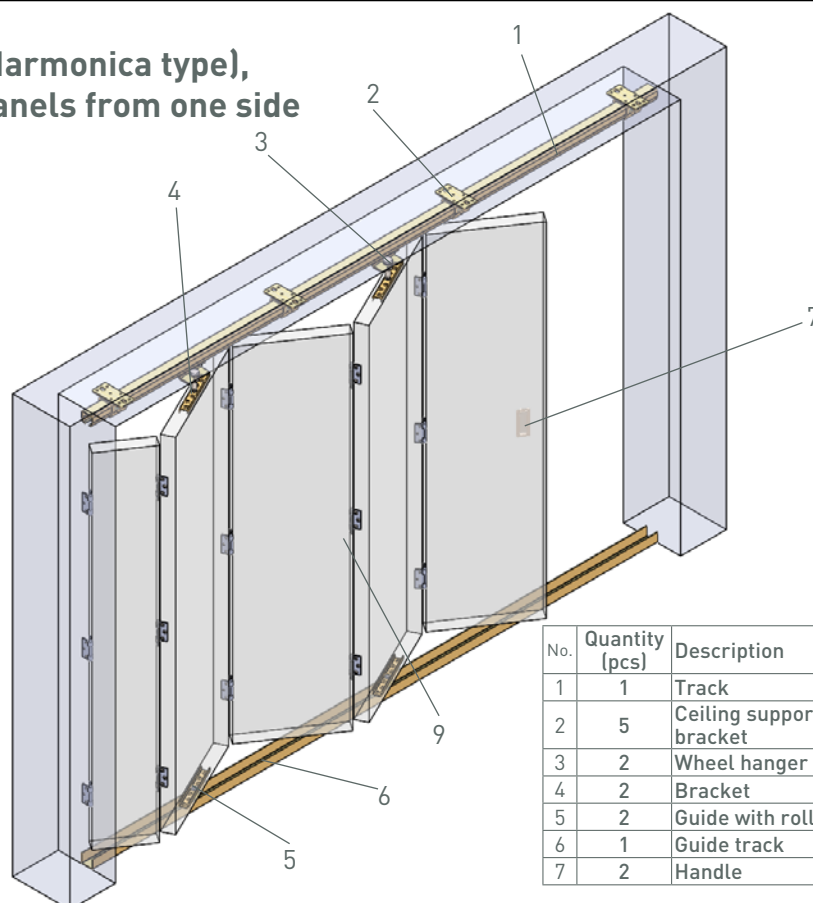 Harmonica type),
anels from one side
1
2
3
4
7
9
6
5
No. Quantity (pcs) Description
1 1 Track
2 5 Ceiling suppor bracket
3 2 Wheel hanger
4 2 Bracket
5 2 Guide with roll
6 1 Guide track
7 2 Handle